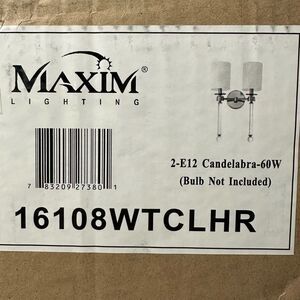 MAXIM®
LIGHTING
2-E12 Candelabra-60W
(Bulb Not Included)
7 83209 27380 1
16108WTCLHR